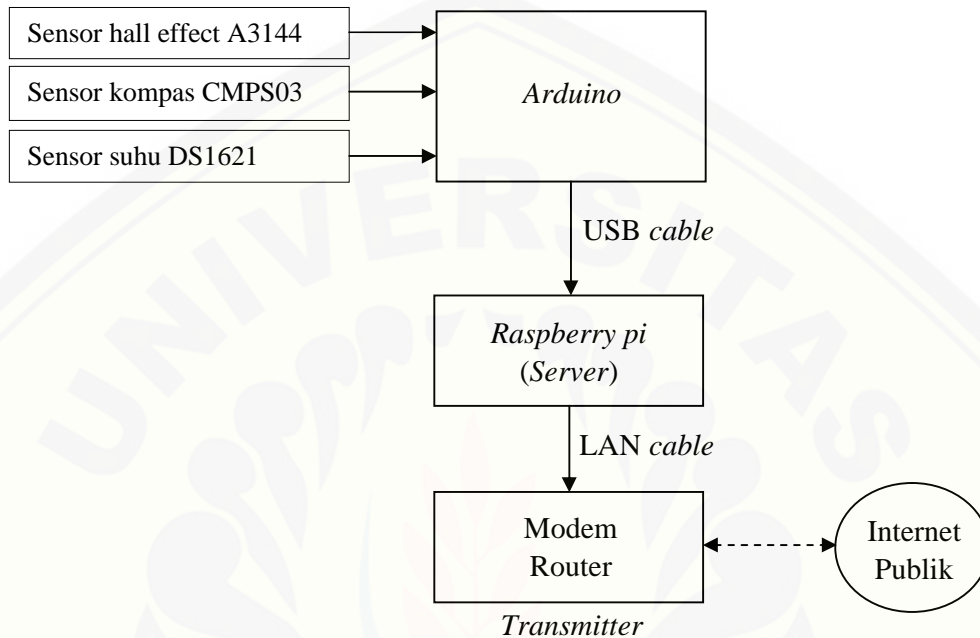 Sensor hall effect A3144
Sensor kompas CMPS03
Sensor suhu DS1621
Arduino
USB cable
Raspberry pi
(Server)
LAN cable
Modem
Router
Transmitter
Internet
Publik
UNIVERSITAS